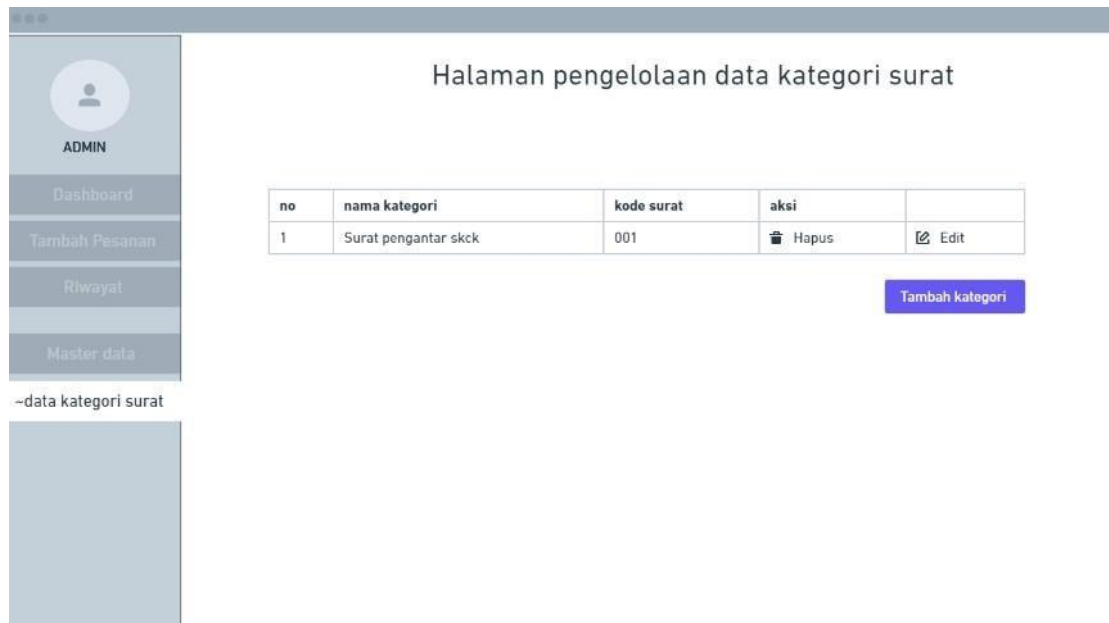 Halaman pengelolaan data kategori surat
ADMIN
Dashboard
Tambah Pesanan
RIwayat
Master data
~data kategori surat
no nama kategori kode surat aksi
1 Surat pengantar skck 001 Hapus Edit
Tambah kategori